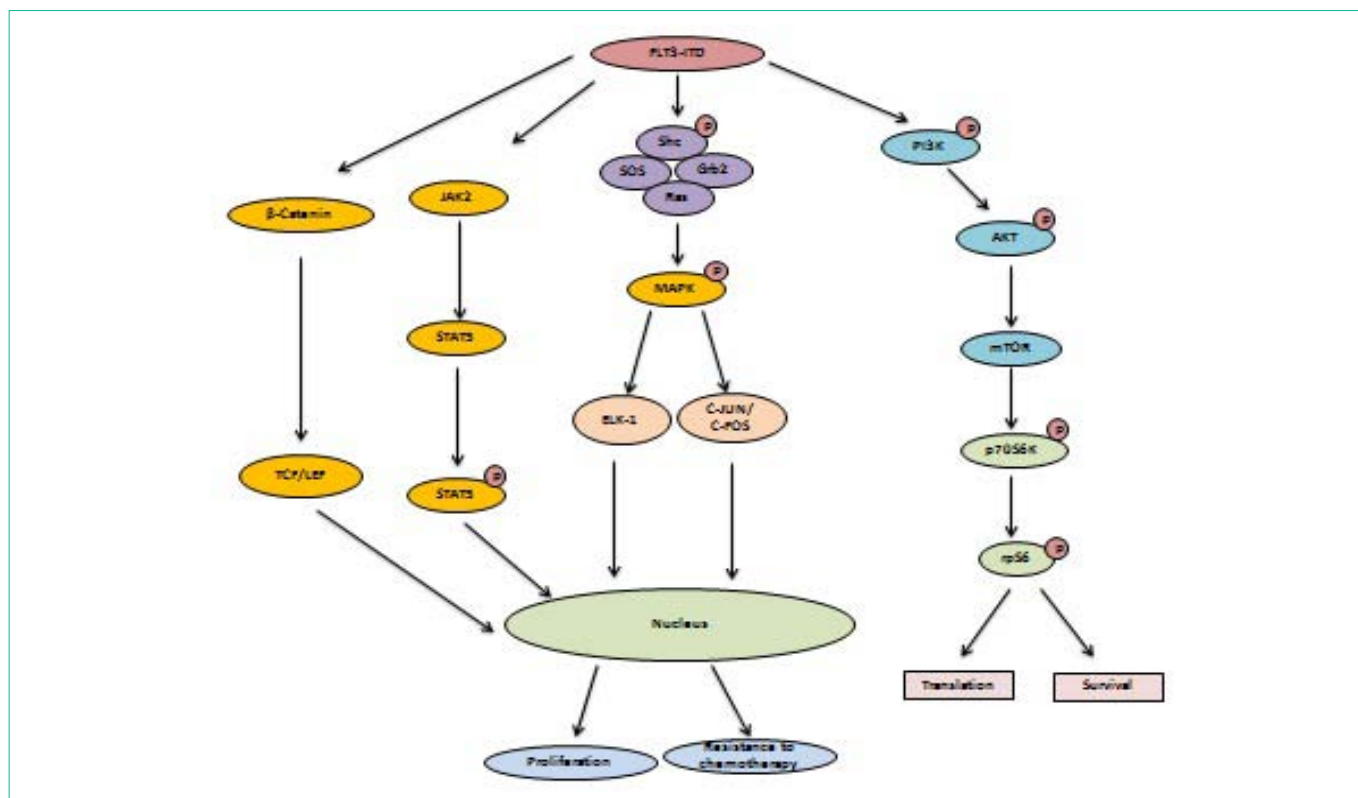 FLT3-ITD
P
Shc
SOS
Grb2
Ras
P
PI3K
β-Catenin
JAK2
P
AKT
P
MAPK
STAT5
mTOR
ELK-1
C-JUN/
C-FOS
P
p70S6K
TCF/LEF
P
STAT5
P
rpS6
Nucleus
Translation
Survival
Proliferation
Resistance to
chemotherapy